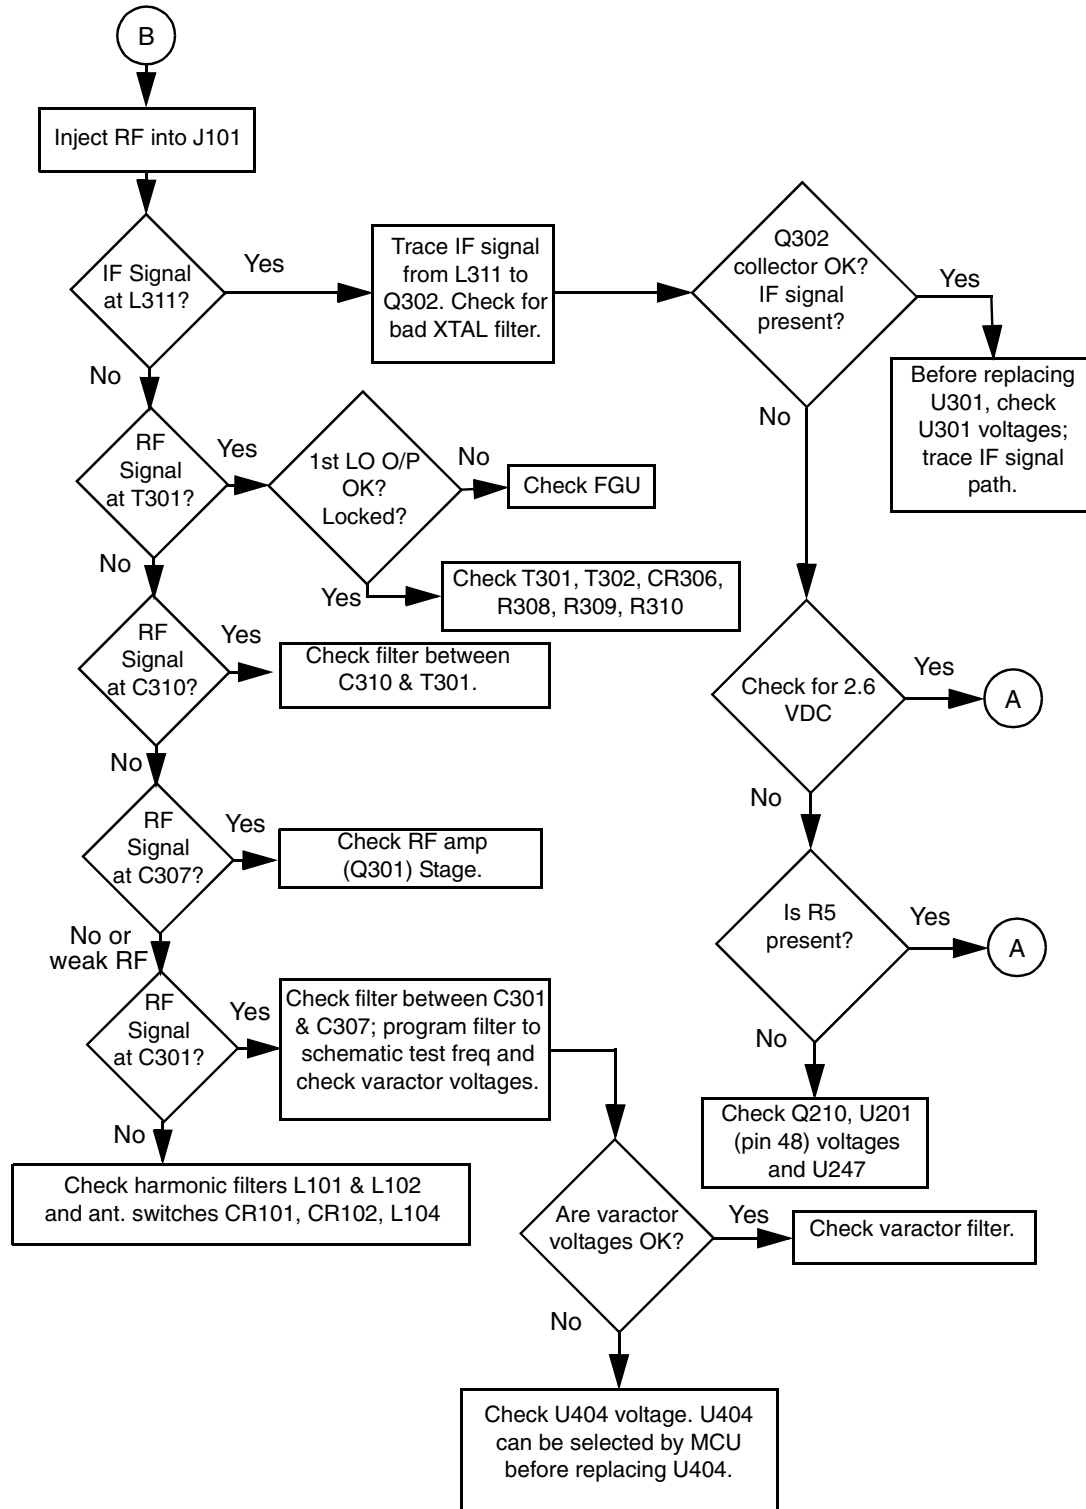 B
Inject RF into J101
IF Signal
at L311?
Yes
Trace IF signal
from L311 to
Q302. Check for
bad XTAL filter.
Q302
collector OK?
IF signal
present?
Yes
Before replacing
U301, check
U301 voltages;
trace IF signal
path.
No
No
RF
Signal
at T301?
Yes
1st LO O/P
OK?
Locked?
No
Check FGU
Yes
Check T301, T302, CR306,
R308, R309, R310
No
RF
Signal
at C310?
Yes
Check filter between
C310 & T301.
Check for 2.6
VDC
Yes
A
No
No
RF
Signal
at C307?
Yes
Check RF amp
(Q301) Stage.
Is R5
present?
Yes
A
No or
weak RF
RF
Signal
at C301?
Yes
Check filter between C301
& C307; program filter to
schematic test freq and
check varactor voltages.
No
Check Q210, U201
(pin 48) voltages
and U247
No
Check harmonic filters L101 & L102
and ant. switches CR101, CR102, L104
Are varactor
voltages OK?
Yes
Check varactor filter.
No
Check U404 voltage. U404
can be selected by MCU
before replacing U404.